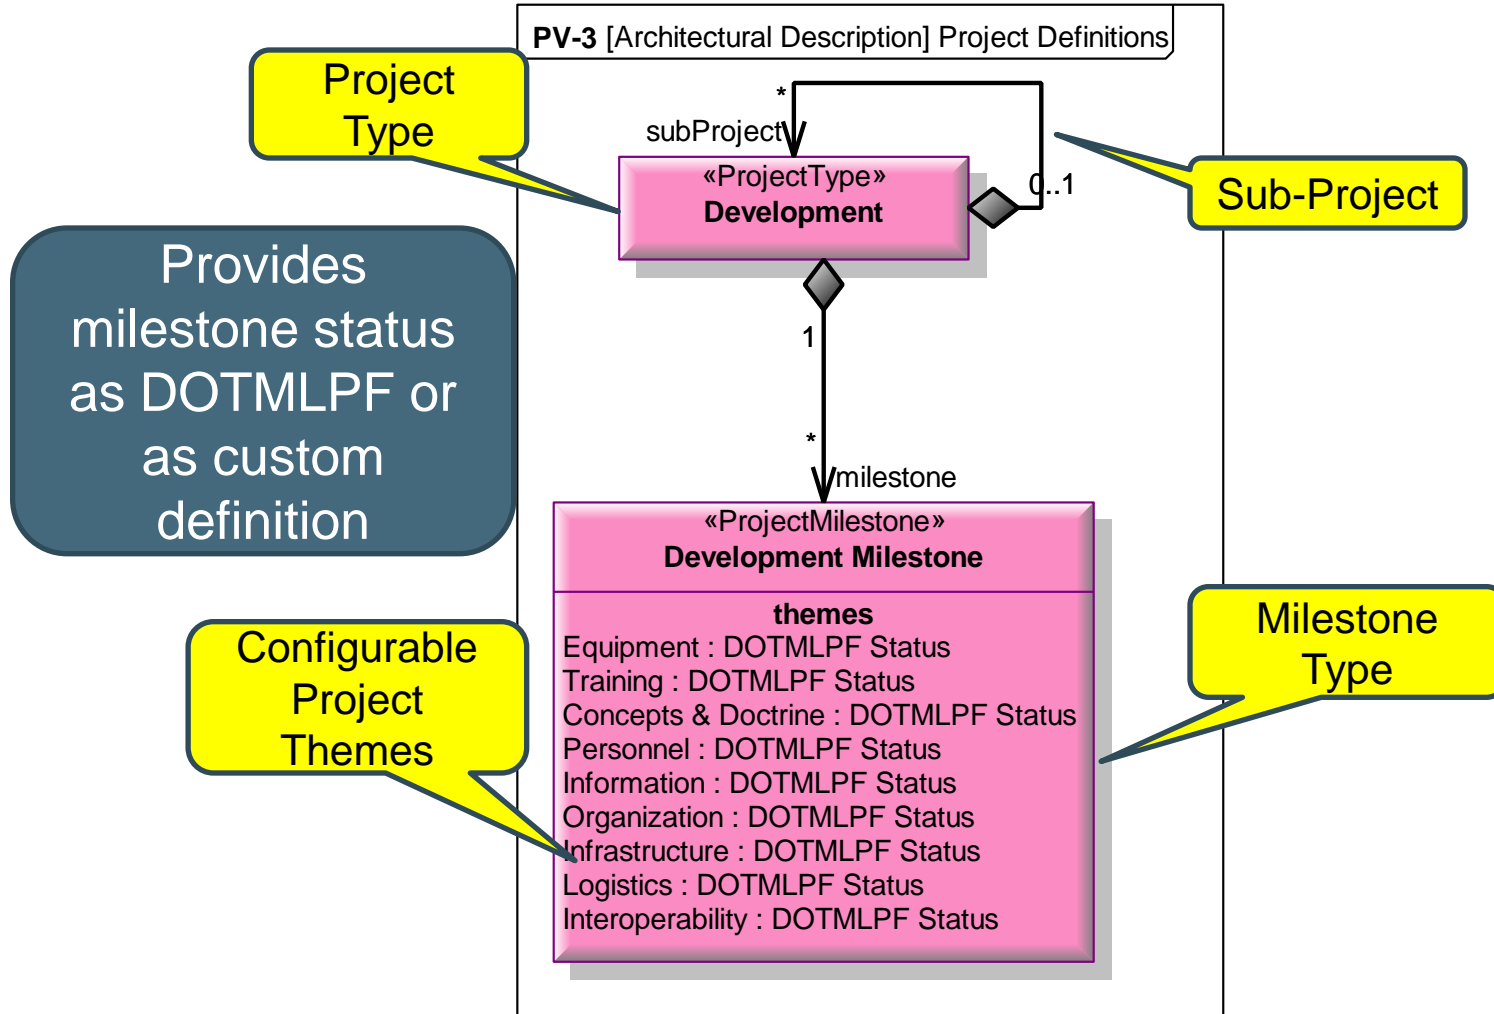 PV-3 [Architectural Description] Project Definitions
Project
Type
*
subProject
«ProjectType»
Development
0..1
Sub-Project
Provides
milestone status
as DOTMLPF or
as custom
definition
1
*
milestone
«ProjectMilestone»
Development Milestone
themes
Equipment : DOTMLPF Status
Training : DOTMLPF Status
Concepts & Doctrine : DOTMLPF Status
Personnel : DOTMLPF Status
Information : DOTMLPF Status
Organization : DOTMLPF Status
Infrastructure : DOTMLPF Status
Logistics : DOTMLPF Status
Interoperability : DOTMLPF Status
Configurable
Project
Themes
Milestone
Type